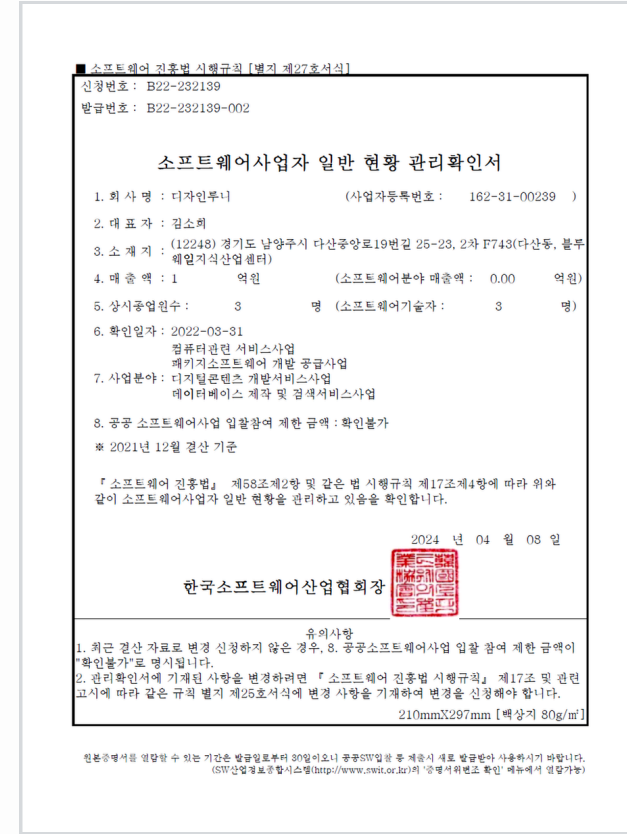 ■ 소프트웨어 진흥법 시행규칙 [별지 제27호서식]
신청번호 : B22-232139
발급번호 : B22-232139-002
소프트웨어사업자 일반 현황 관리확인서
1. 회 사 명 : 디자인투니 (사업자등록번호 : 162-31-00239 )
2. 대 표 자 : 김소희
3. 소 재 지 : (12248) 경기도 남양주시 다산중앙로19번길 25-23, 2차 F743(다산동, 블루
웨일지식산업센터)
4. 매 출 액 : 1 억원 (소프트웨어분야 매출액 : 0.00 억원)
5. 상시종업원수 : 3 명 (소프트웨어기술자 : 3 명)
6. 확인일자 : 2022-03-31
컴퓨터관련 서비스사업
패키지소프트웨어 개발 공급사업
7. 사업분야 : 디지털콘텐츠 개발서비스사업
데이터베이스 제작 및 검색서비스사업
8. 공공 소프트웨어사업 입찰참여 제한 금액 : 확인불가
※ 2021년 12월 결산 기준
『 소프트웨어 진흥법』 제58조제2항 및 같은 법 시행규칙 제17조제4항에 따라 위와
같이 소프트웨어사업자 일반 현황을 관리하고 있음을 확인합니다.
2024 년 04 월 08 일
한국소프트웨어산업협회장
유의사항
1. 최근 결산 자료로 변경 신청하지 않은 경우, 8. 공공소프트웨어사업 입찰 참여 제한 금액이
"확인불가"로 명시됩니다.
2. 관리확인서에 기재된 사항을 변경하려면 『 소프트웨어 진흥법 시행규칙』 제17조 및 관련
고시에 따라 같은 규칙 별지 제25호서식에 변경 사항을 기재하여 변경을 신청해야 합니다.
210mmX297mm [백상지 80g/㎡]
원본증명서를 열람할 수 있는 기간은 발급일로부터 30일이오니 공공SW입찰 등 제출시 새로 발급받아 사용하시기 바랍니다.
(SW산업정보종합시스템(http://www.swit.or.kr)의 '증명서위변조 확인' 메뉴에서 열람가능)